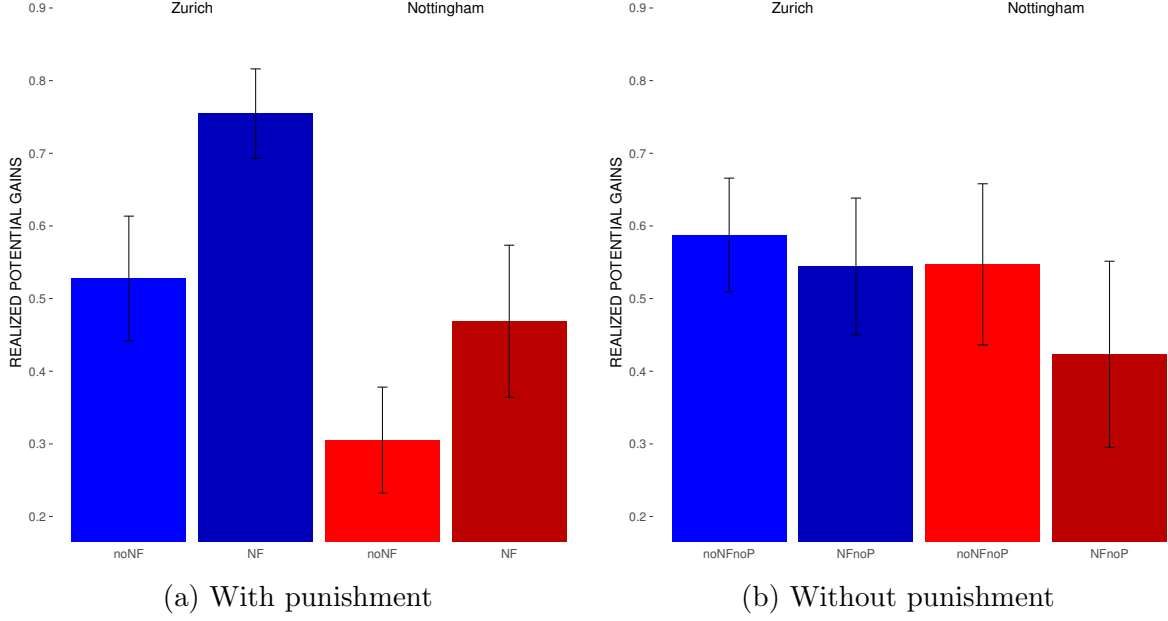 Zurich Nottingham
REALIZED POTENTIAL GAINS
0.9
0.8
0.7
0.6
0.5
0.4
0.3
0.2
noNF NF noNF NF
(a) With punishment
Zurich Nottingham
REALIZED POTENTIAL GAINS
0.9
0.8
0.7
0.6
0.5
0.4
0.3
0.2
noNFnoP NFnoP noNFnoP NFnoP
(b) Without punishment